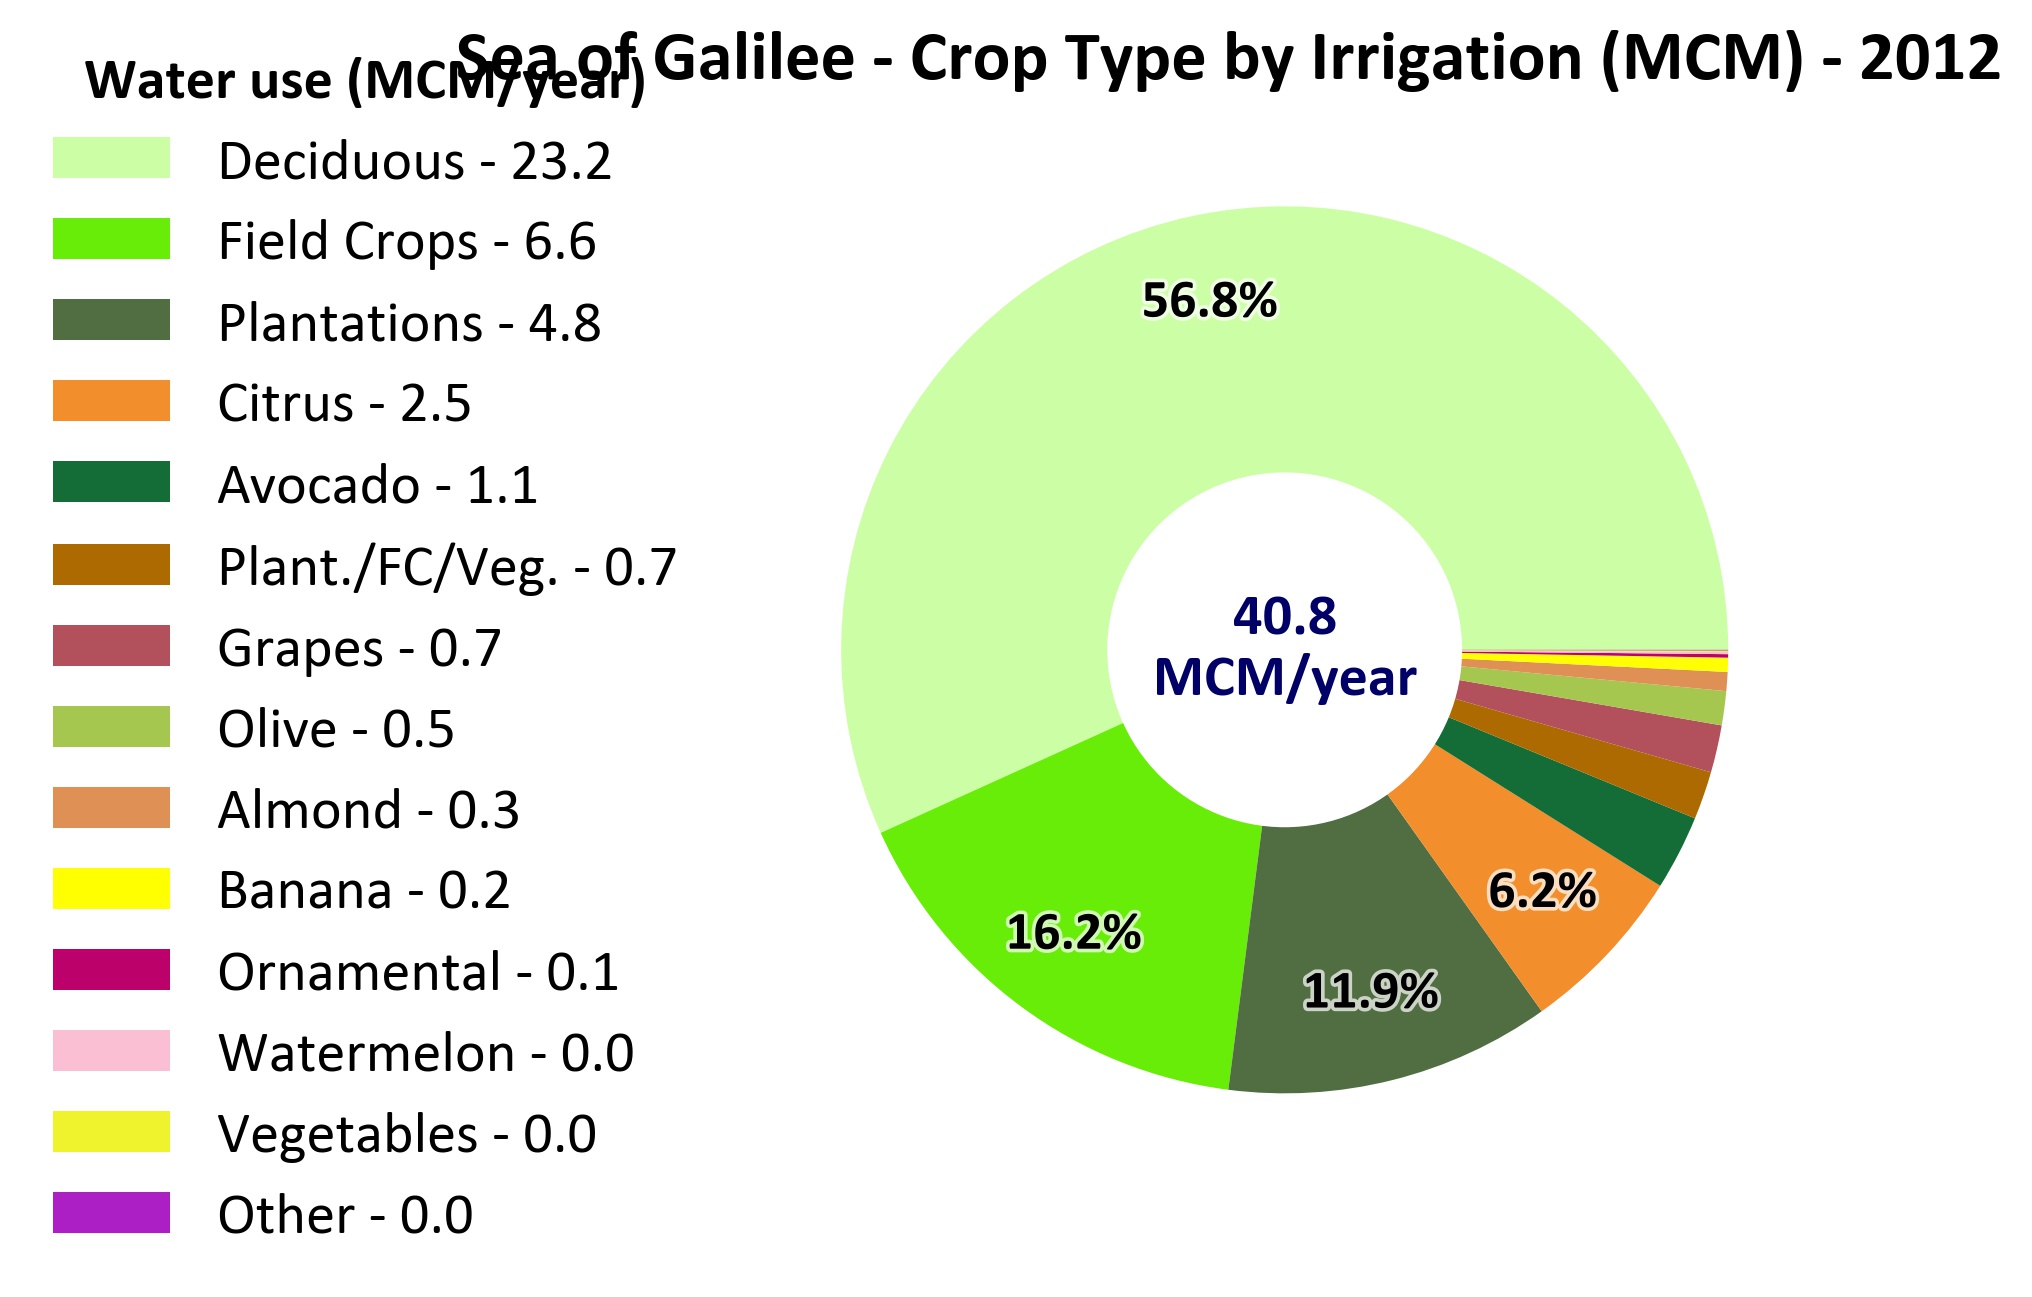 Sea of Galilee - Crop Type by Irrigation (MCM) - 2012
Water use (MCM/year)
Deciduous - 23.2
Field Crops - 6.6
Plantations - 4.8
Citrus - 2.5
Avocado - 1.1
Plant./FC/Veg. - 0.7
Grapes - 0.7
Olive - 0.5
Almond - 0.3
Banana - 0.2
Ornamental - 0.1
Watermelon - 0.0
Vegetables - 0.0
Other - 0.0
56.8%
40.8
MCM/year
6.2%
16.2%
11.9%